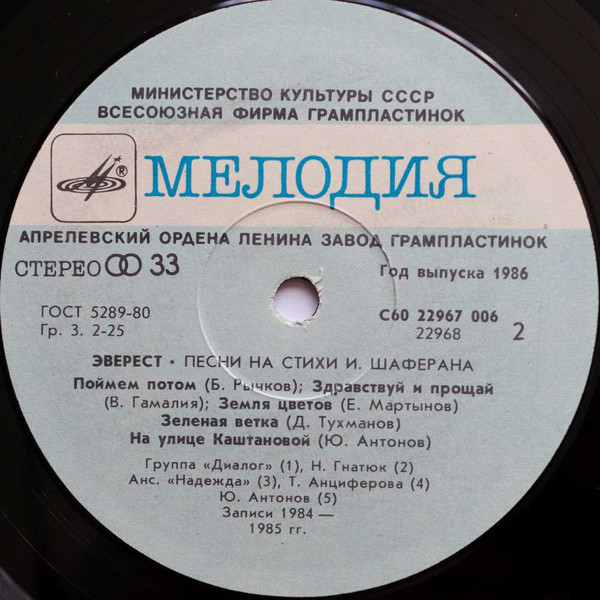 МИНИСТЕРСТВО КУЛЬТУРЫ СССР
ВСЕСОЮЗНАЯ ФИРМА ГРАМПЛАСТИНОК
® МЕЛОДИЯ
АПРЕЛЕВСКИЙ ОРДЕНА ЛЕНИНА ЗАВОД ГРАМПЛАСТИНОК
СТЕРЕО 33 Год выпуска 1986
ГОСТ 5289-80 С60 22967 006
Гр. 3. 2-25 22968 2
ЭВЕРЕСТ · ПЕСНИ НА СТИХИ И. ШАФЕРАНА
Поймем потом (Б. Рычков); Здравствуй и прощай
(В. Гамалия); Земля цветов (Е. Мартынов)
Зеленая ветка (Д. Тухманов)
На улице Каштановой (Ю. Антонов)
Группа «Диалог» (1), Н. Гнатюк (2)
Анс. «Надежда» (3), Т. Анциферова (4)
Ю. Антонов (5)
Записи 1984 —
1985 гг.